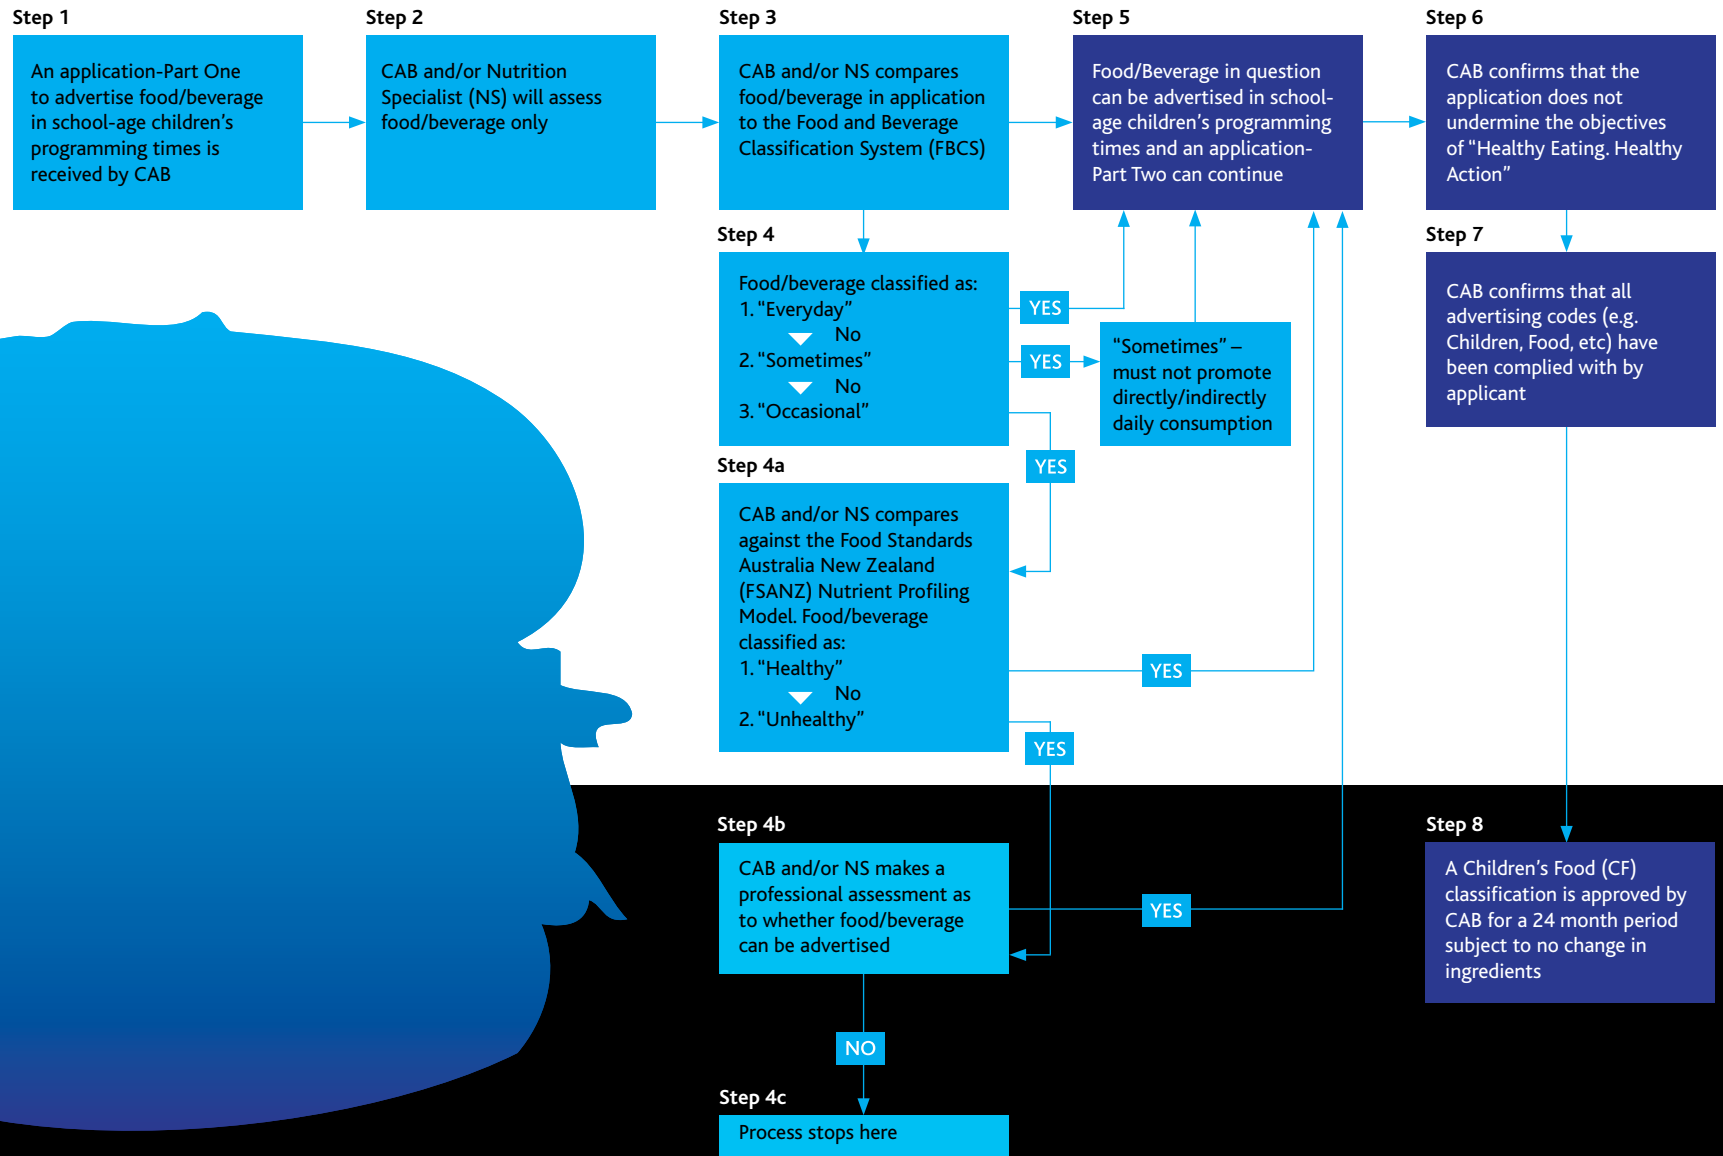 Step 1
An application-Part One
to advertise food/beverage
in school-age children’s
programming times is
received by CAB
Step 2
CAB and/or Nutrition
Specialist (NS) will assess
food/beverage only
Step 3
CAB and/or NS compares
food/beverage in application
to the Food and Beverage
Classification System (FBCS)
Step 4
Food/beverage classified as:
1. “Everyday”
No
2. “Sometimes”
No
3. “Occasional”
YES
YES
“Sometimes” –
must not promote
directly/indirectly
daily consumption
YES
Step 4a
CAB and/or NS compares
against the Food Standards
Australia New Zealand
(FSANZ) Nutrient Profiling
Model. Food/beverage
classified as:
1. “Healthy”
No
2. “Unhealthy”
YES
YES
Step 4b
CAB and/or NS makes a
professional assessment as
to whether food/beverage
can be advertised
YES
NO
Step 4c
Process stops here
Step 5
Food/Beverage in question
can be advertised in school-
age children’s programming
times and an application-
Part Two can continue
Step 6
CAB confirms that the
application does not
undermine the objectives
of “Healthy Eating. Healthy
Action”
Step 7
CAB confirms that all
advertising codes (e.g.
Children, Food, etc) have
been complied with by
applicant
Step 8
A Children’s Food (CF)
classification is approved by
CAB for a 24 month period
subject to no change in
ingredients